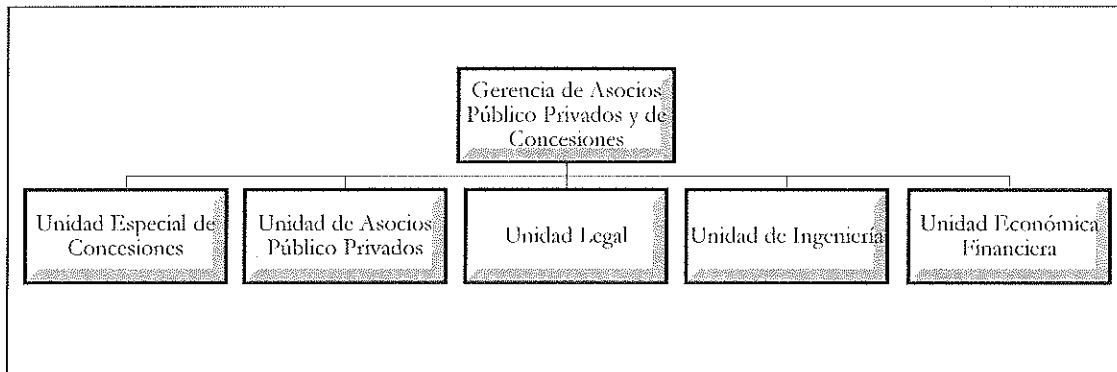 Gerencia de Asocios
Público Privados y de
Concesiones
Unidad Especial de
Concesiones
Unidad de Asocios
Público Privados
Unidad Legal
Unidad de Ingeniería
Unidad Económica
Financiera